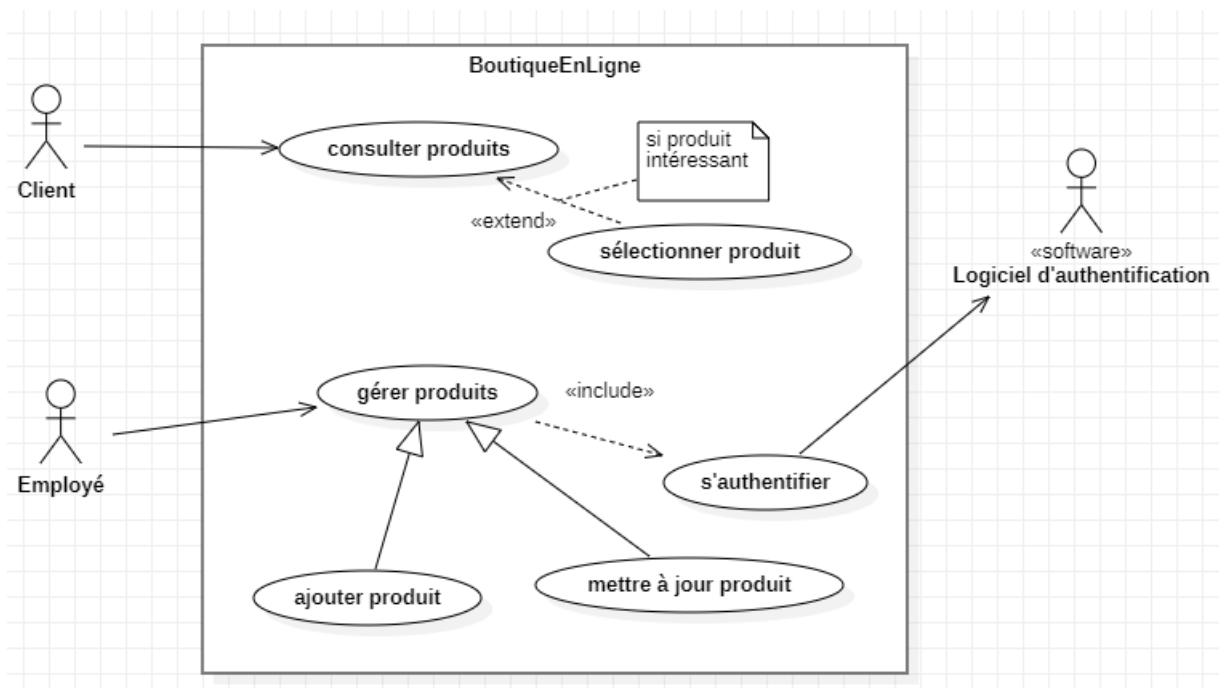 BoutiqueEnLigne
consulter produits
si produit
intéressant
Client
«extend»
sélectionner produit
«software»
Logiciel d'authentification
gérer produits
«include»
Employé
s'authentifier
ajouter produit
mettre à jour produit